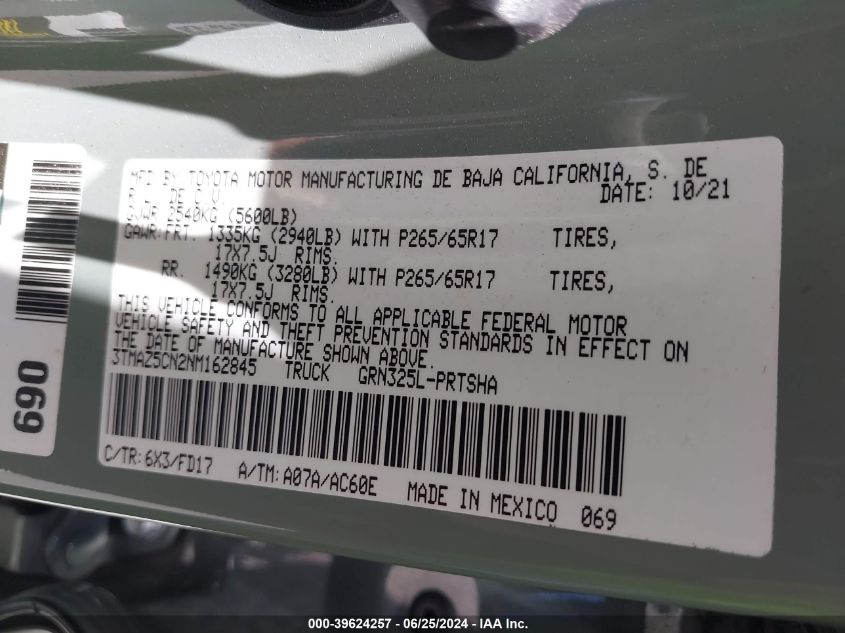 MFD BY TOYOTA MOTOR MANUFACTURING DE BAJA CALIFORNIA, S. DE
R. DE C.V. DATE: 10/21
GVWR 2540KG (5600LB)
GAWR:FRT. 1335KG (2940LB) WITH P265/65R17 TIRES,
17X7.5J RIMS.
RR. 1490KG (3280LB) WITH P265/65R17 TIRES,
17X7.5J RIMS.
THIS VEHICLE CONFORMS TO ALL APPLICABLE FEDERAL MOTOR
VEHICLE SAFETY AND THEFT PREVENTION STANDARDS IN EFFECT ON
THE DATE OF MANUFACTURE SHOWN ABOVE.
3TMAZ5CN2NM162845 TRUCK GRN325L-PRTSHA
C/TR: 6X3/FD17 A/TM: A07A/AC60E MADE IN MEXICO 069
069
000-39624257 - 06/25/2024 - IAA Inc.